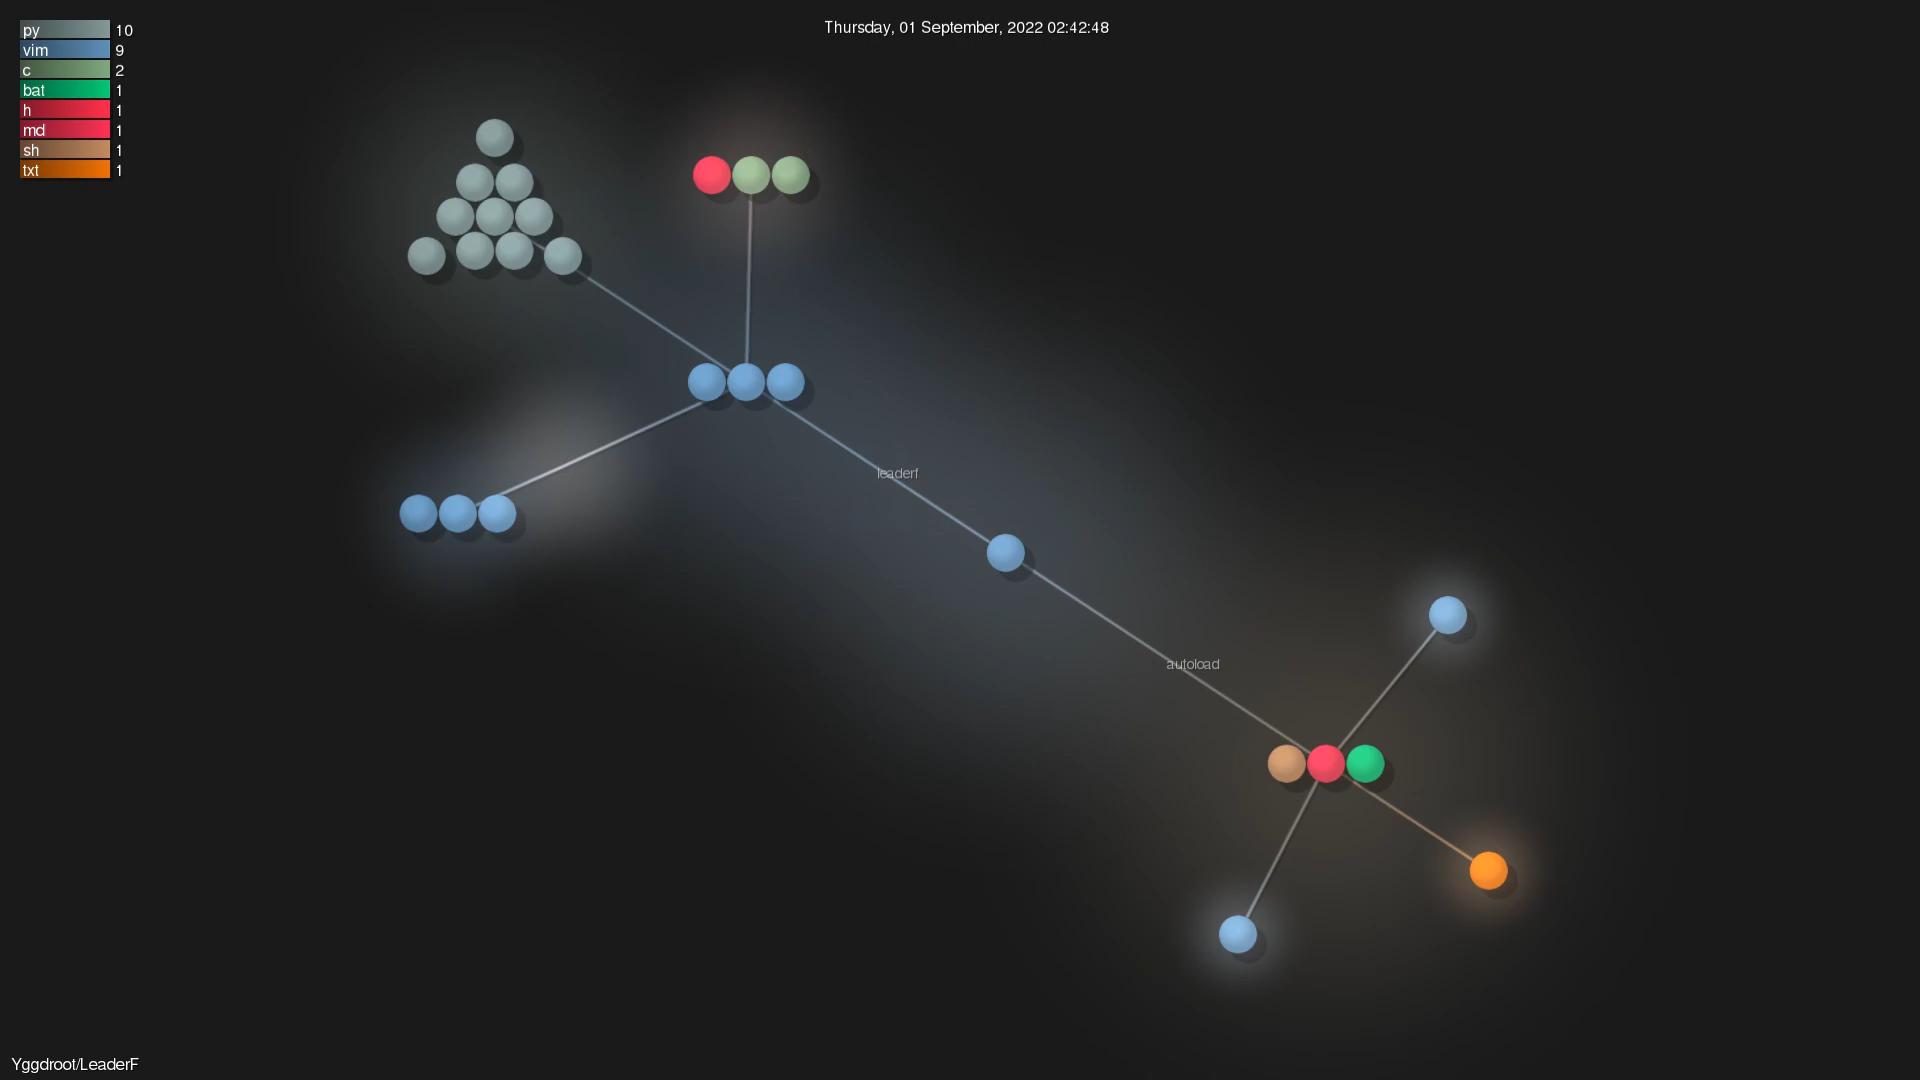 Thursday, 01 September, 2022 02:42:48
py 10
vim 9
c 2
bat 1
h 1
md 1
sh 1
txt 1
leaderf
autoload
Yggdroot/LeaderF